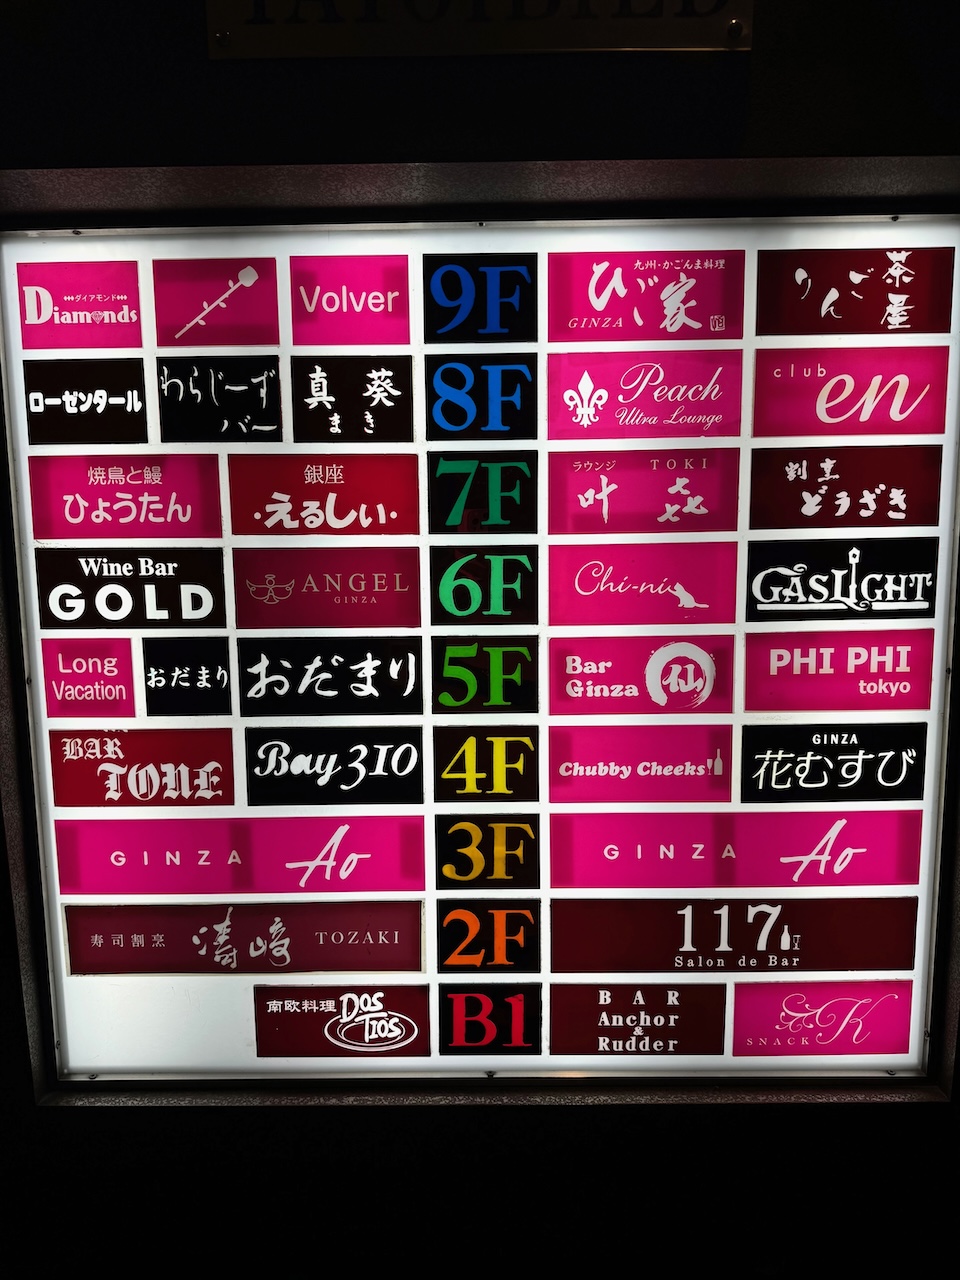 ◆◆◆ダイアモンド◆◆◆
Diamonds
Volver
9F
九州・かごんま料理
ひご家
GINZA
りんご
茶屋
ローゼンタール
わらじーず
バー
真葵
まき
8F
Peach
Ultra Lounge
club
en
焼鳥と鰻
ひょうたん
銀座
・えるしぃ・
7F
ラウンジ TOKI
叶
割烹
どうざき
Wine Bar
GOLD
ANGEL
GINZA
6F
Chi-ni
GASLIGHT
Long
Vacation
おだまり
おだまり
5F
Bar
Ginza
仙
PHI PHI
tokyo
BAR
TONE
Bay 310
4F
Chubby Cheeks
GINZA
花むすび
GINZA Ao
3F
GINZA Ao
寿司割烹 濤﨑 TOZAKI
2F
117
Salon de Bar
南欧料理 DOS
TIOS
B1
BAR
Anchor
&
Rudder
SNACK K